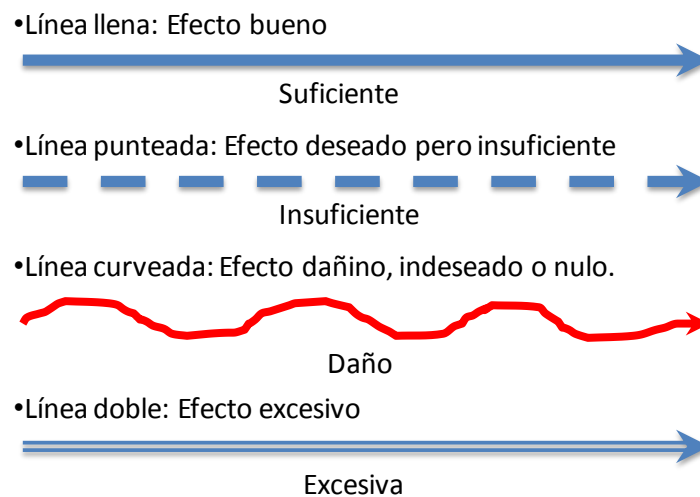 •Línea llena: Efecto bueno
Suficiente
•Línea punteada: Efecto deseado pero insuficiente
Insuficiente
•Línea curveada: Efecto dañino, indeseado o nulo.
Daño
•Línea doble: Efecto excesivo
Excesiva